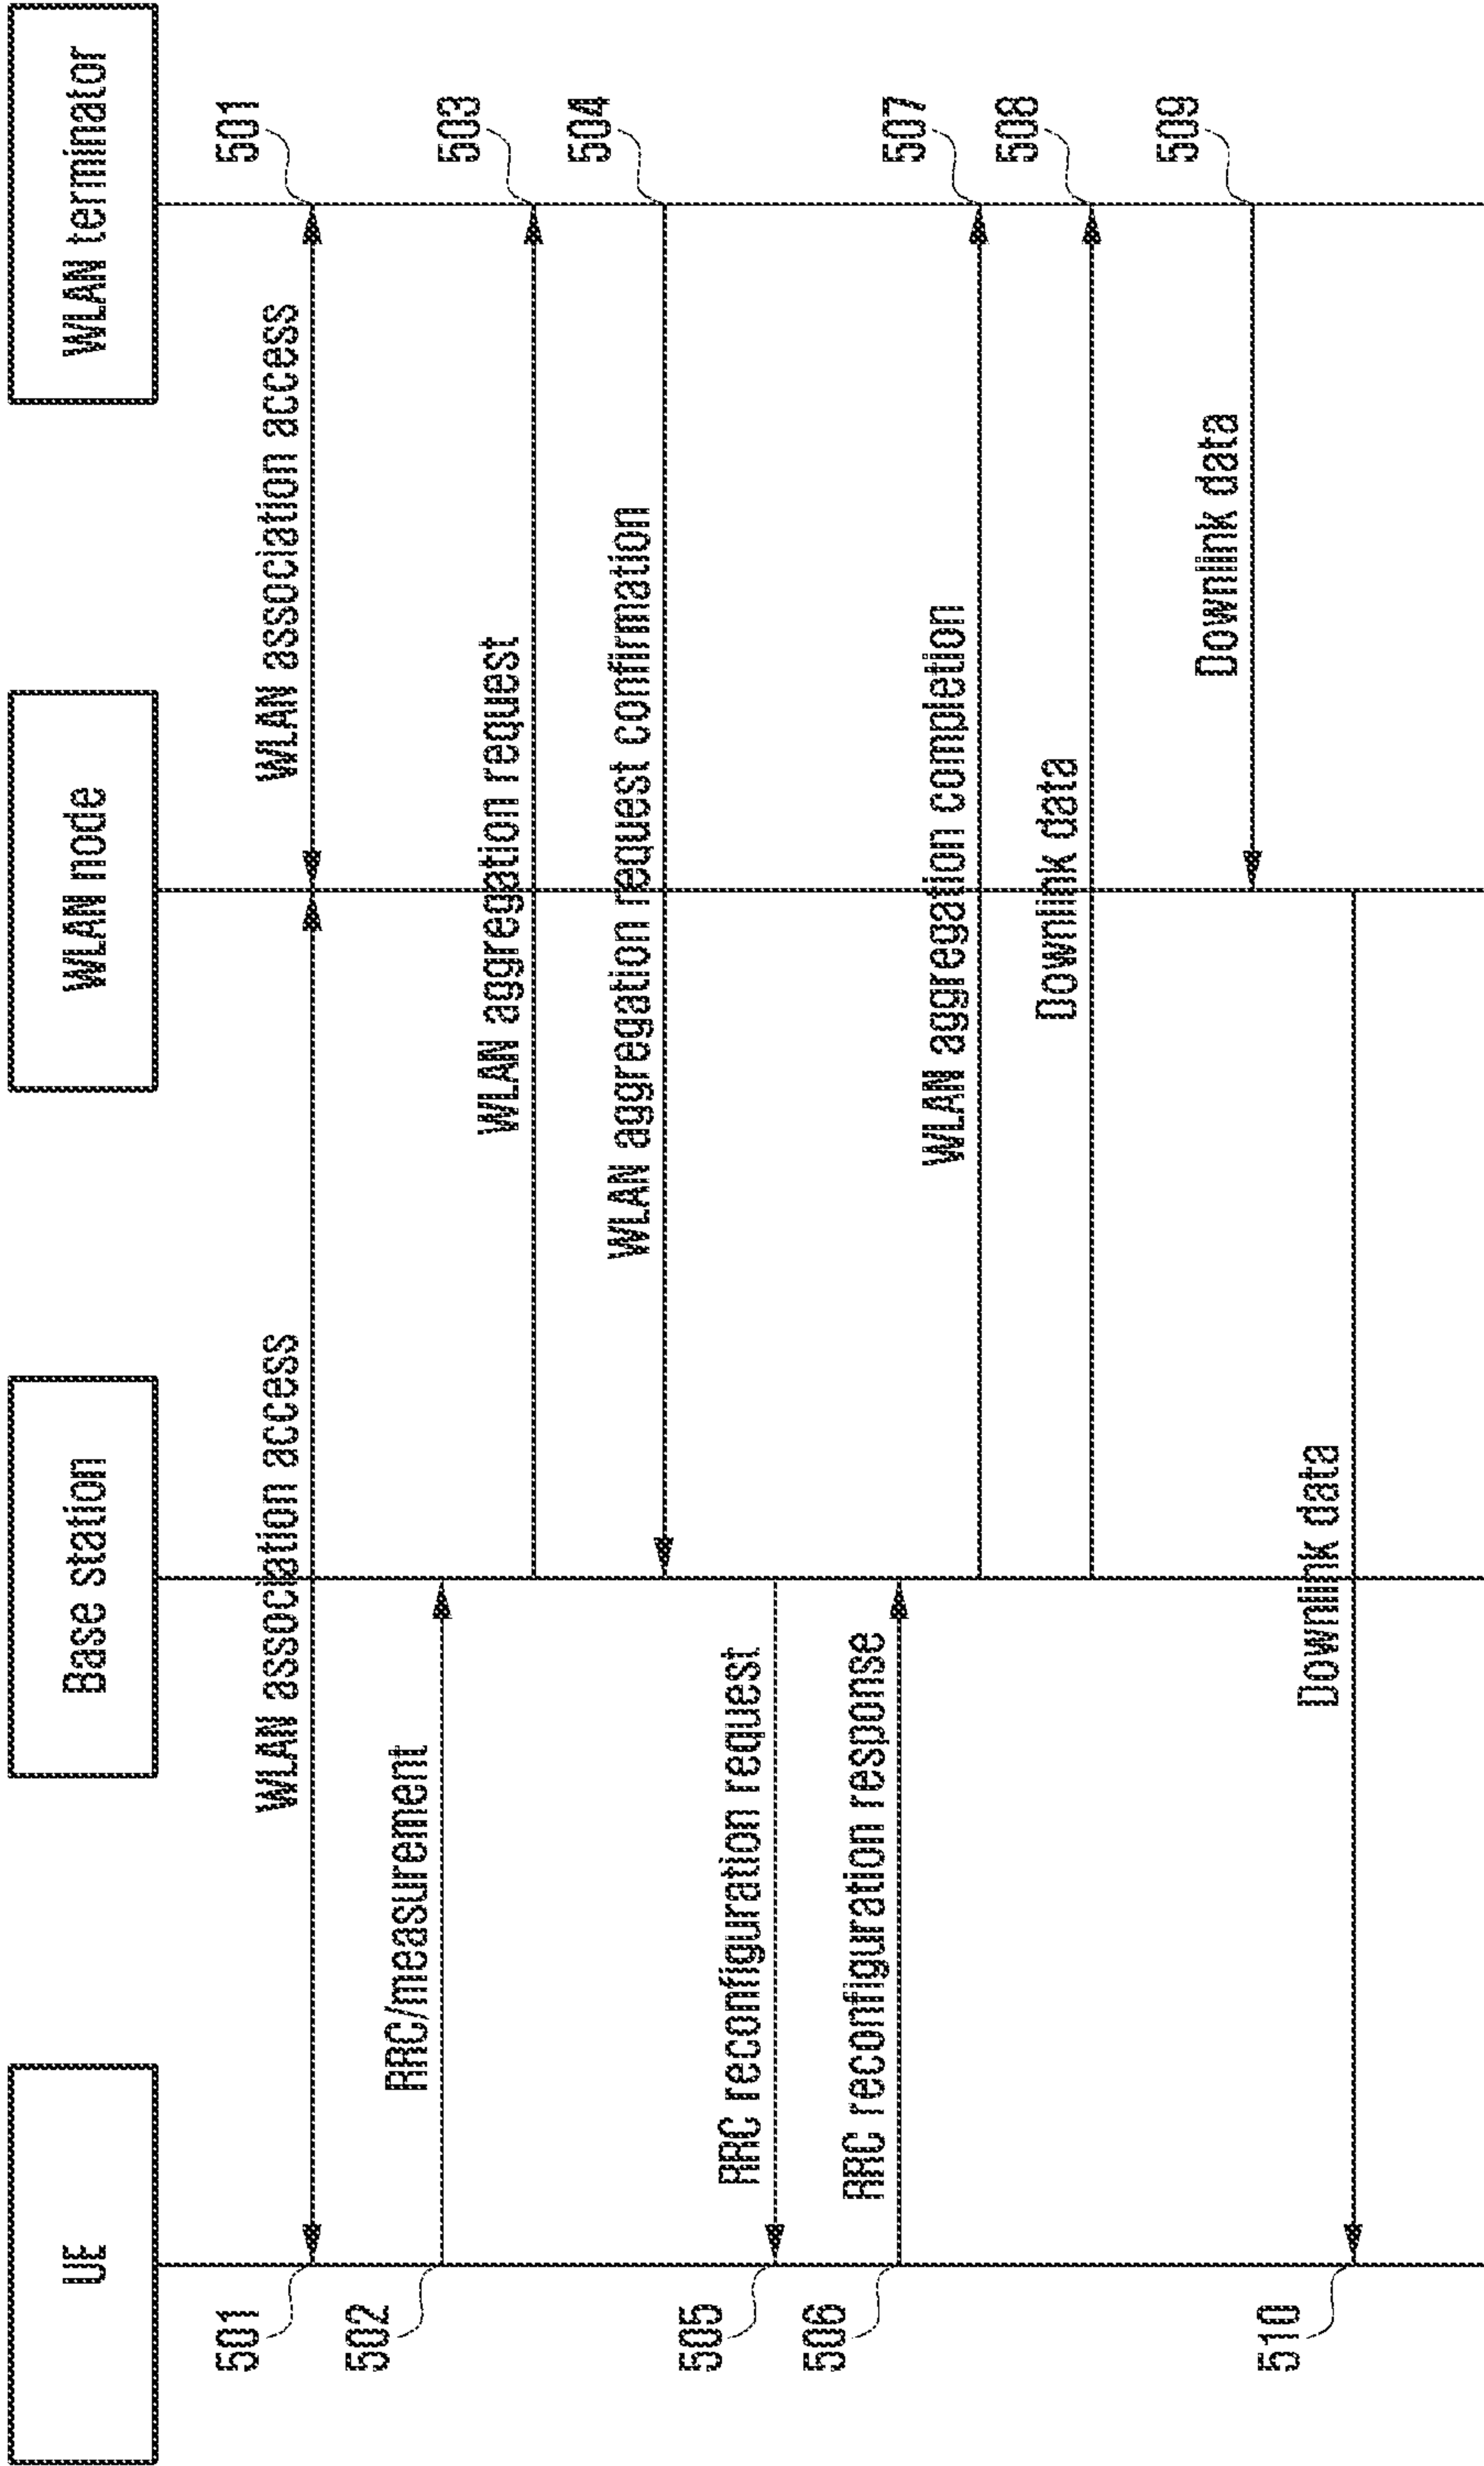 UE
Base station
WLAN node
WLAN terminator
501
WLAN association access
WLAN association access
501
502
RRC/measurement
WLAN aggregation request
503
WLAN aggregation request confirmation
504
505
RRC reconfiguration request
506
RRC reconfiguration response
WLAN aggregation completion
507
Downlink data
508
Downlink data
509
510
Downlink data